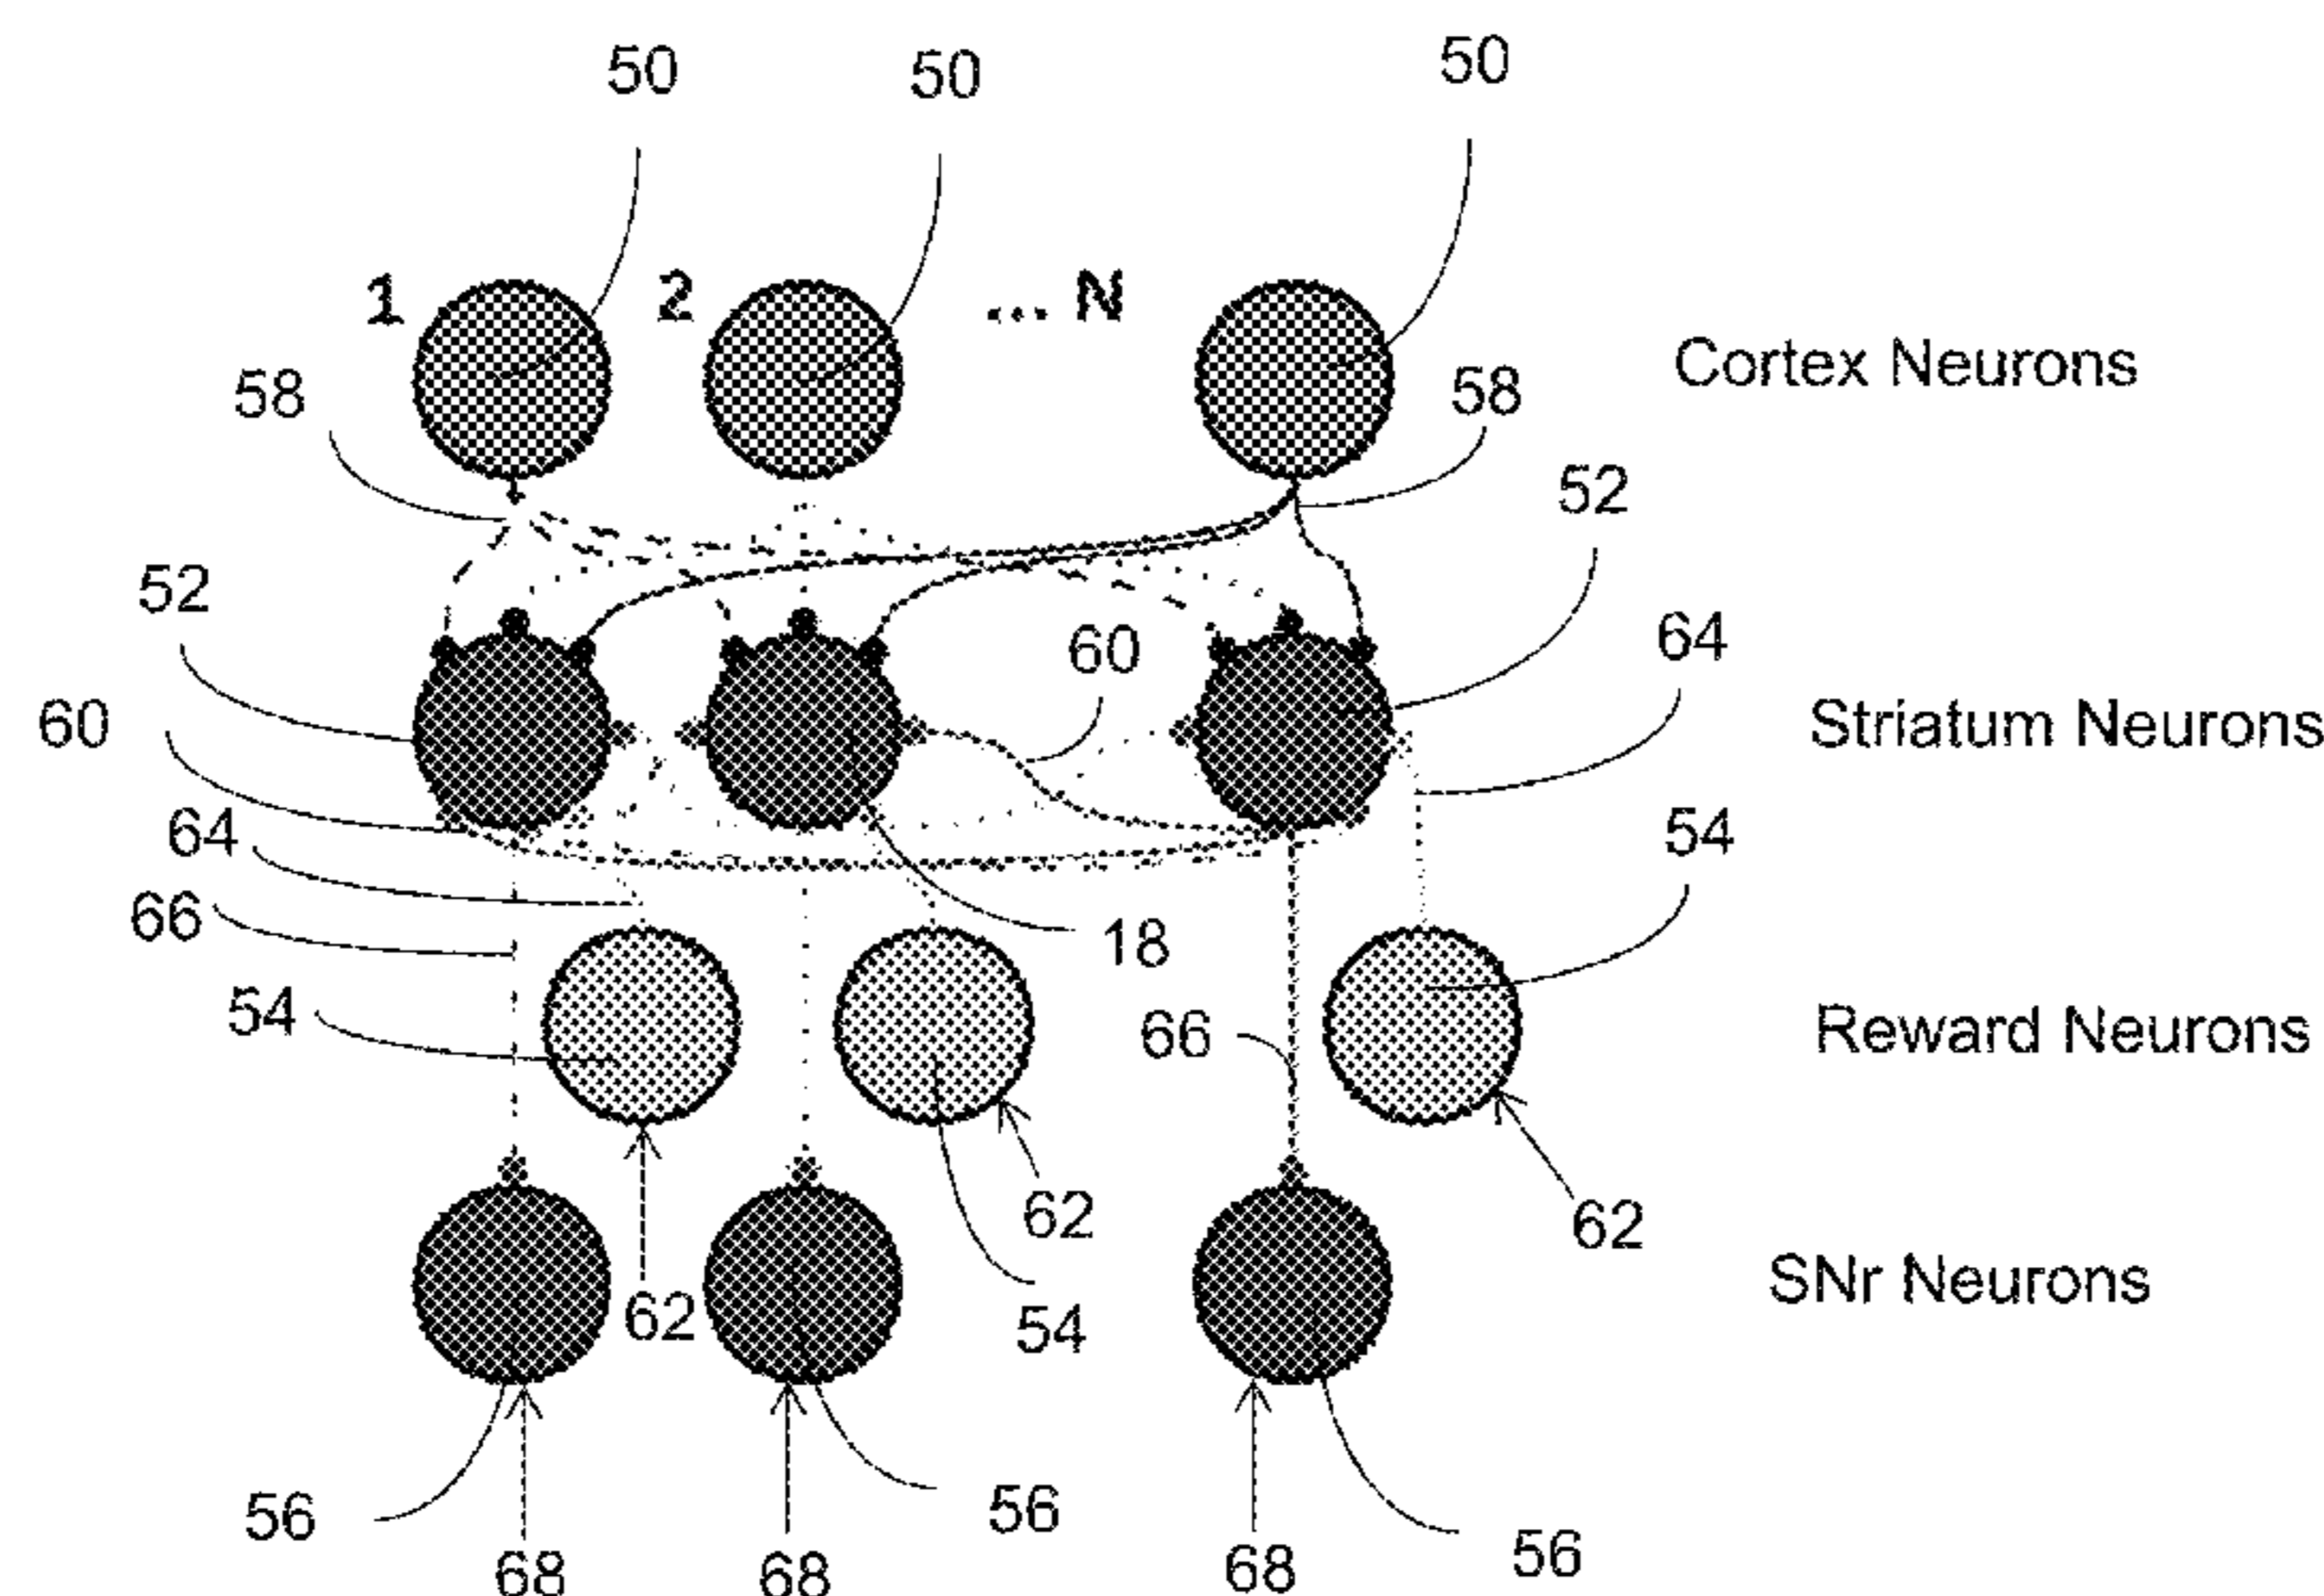 50 50 50
1 2 ... N
Cortex Neurons
58 58
52
52
60 64
60 Striatum Neurons
64 54
66 18
54 66 Reward Neurons
62 62
62 54 SNr Neurons
56 56 56
68 68 68